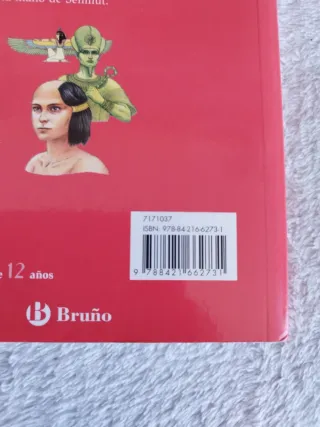 mano de Senmut.
7171037
ISBN: 978-84-216-6273-1
9 788421 662731
12 años
Bruño